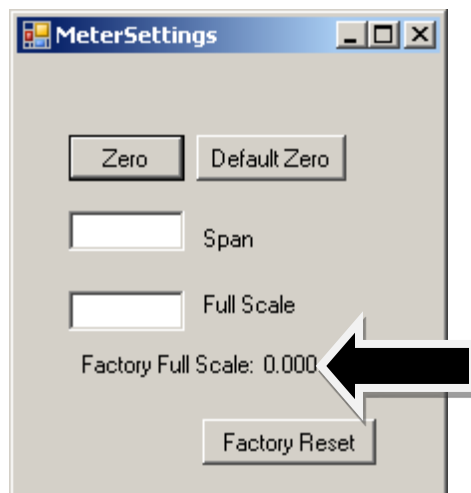 MeterSettings
Zero Default Zero
Span
Full Scale
Factory Full Scale: 0.000
Factory Reset